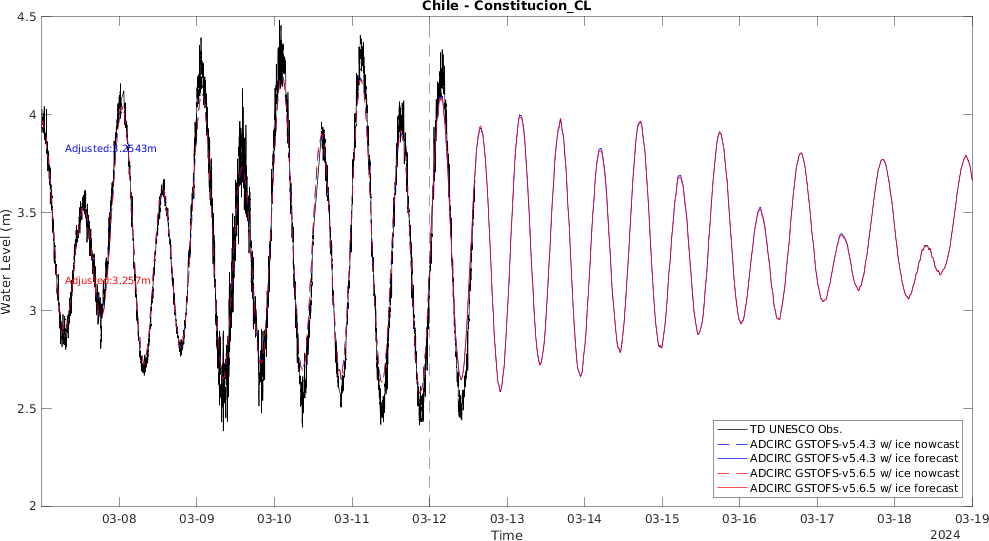 Chile - Constitucion_CL
4.5
4
3.5
3
2.5
2
Water Level (m)
Adjusted:3.2543m
Adjusted:3.257m
TD UNESCO Obs.
ADCIRC GSTOFS-v5.4.3 w/ ice nowcast
ADCIRC GSTOFS-v5.4.3 w/ ice forecast
ADCIRC GSTOFS-v5.6.5 w/ ice nowcast
ADCIRC GSTOFS-v5.6.5 w/ ice forecast
03-08 03-09 03-10 03-11 03-12 03-13 03-14 03-15 03-16 03-17 03-18 03-19
Time
2024